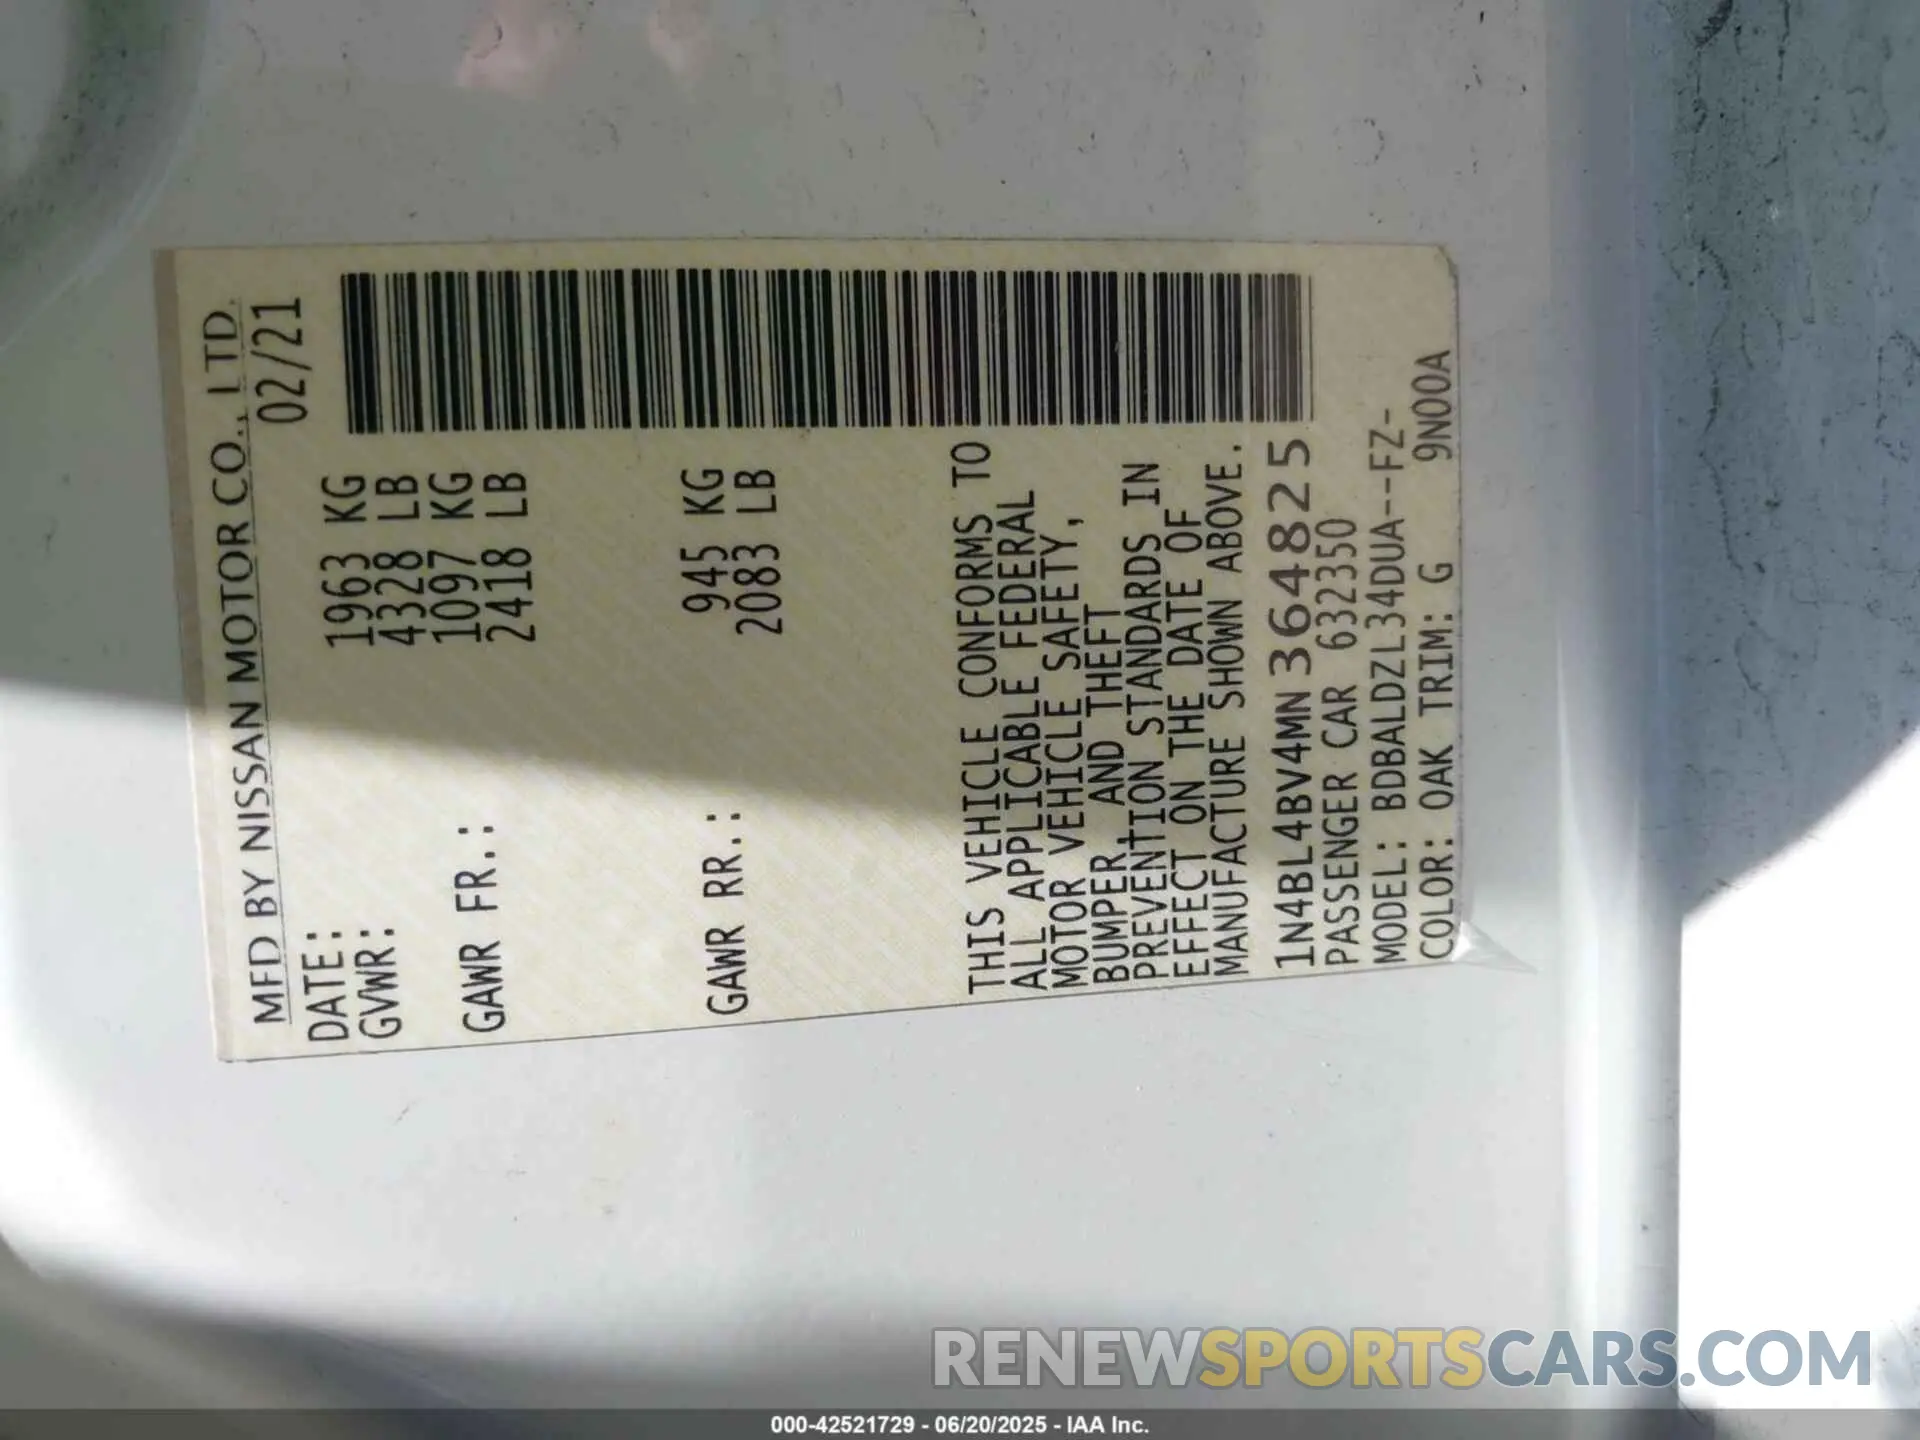 MFD BY NISSAN MOTOR CO., LTD.
DATE: 02/21
GVWR: 1963 KG
4328 LB
GAWR FR.: 1097 KG
2418 LB
GAWR RR.: 945 KG
2083 LB
THIS VEHICLE CONFORMS TO
ALL APPLICABLE FEDERAL
MOTOR VEHICLE SAFETY,
BUMPER, AND THEFT
PREVENTION STANDARDS IN
EFFECT ON THE DATE OF
MANUFACTURE SHOWN ABOVE.
1N4BL4BV4MN364825
PASSENGER CAR 632350
MODEL: BDBALDZL34DUA--FZ-
COLOR: QAK TRIM: G 9N00A
RENEWSPORTSCARS.COM
000-42521729 - 06/20/2025 - IAA Inc.